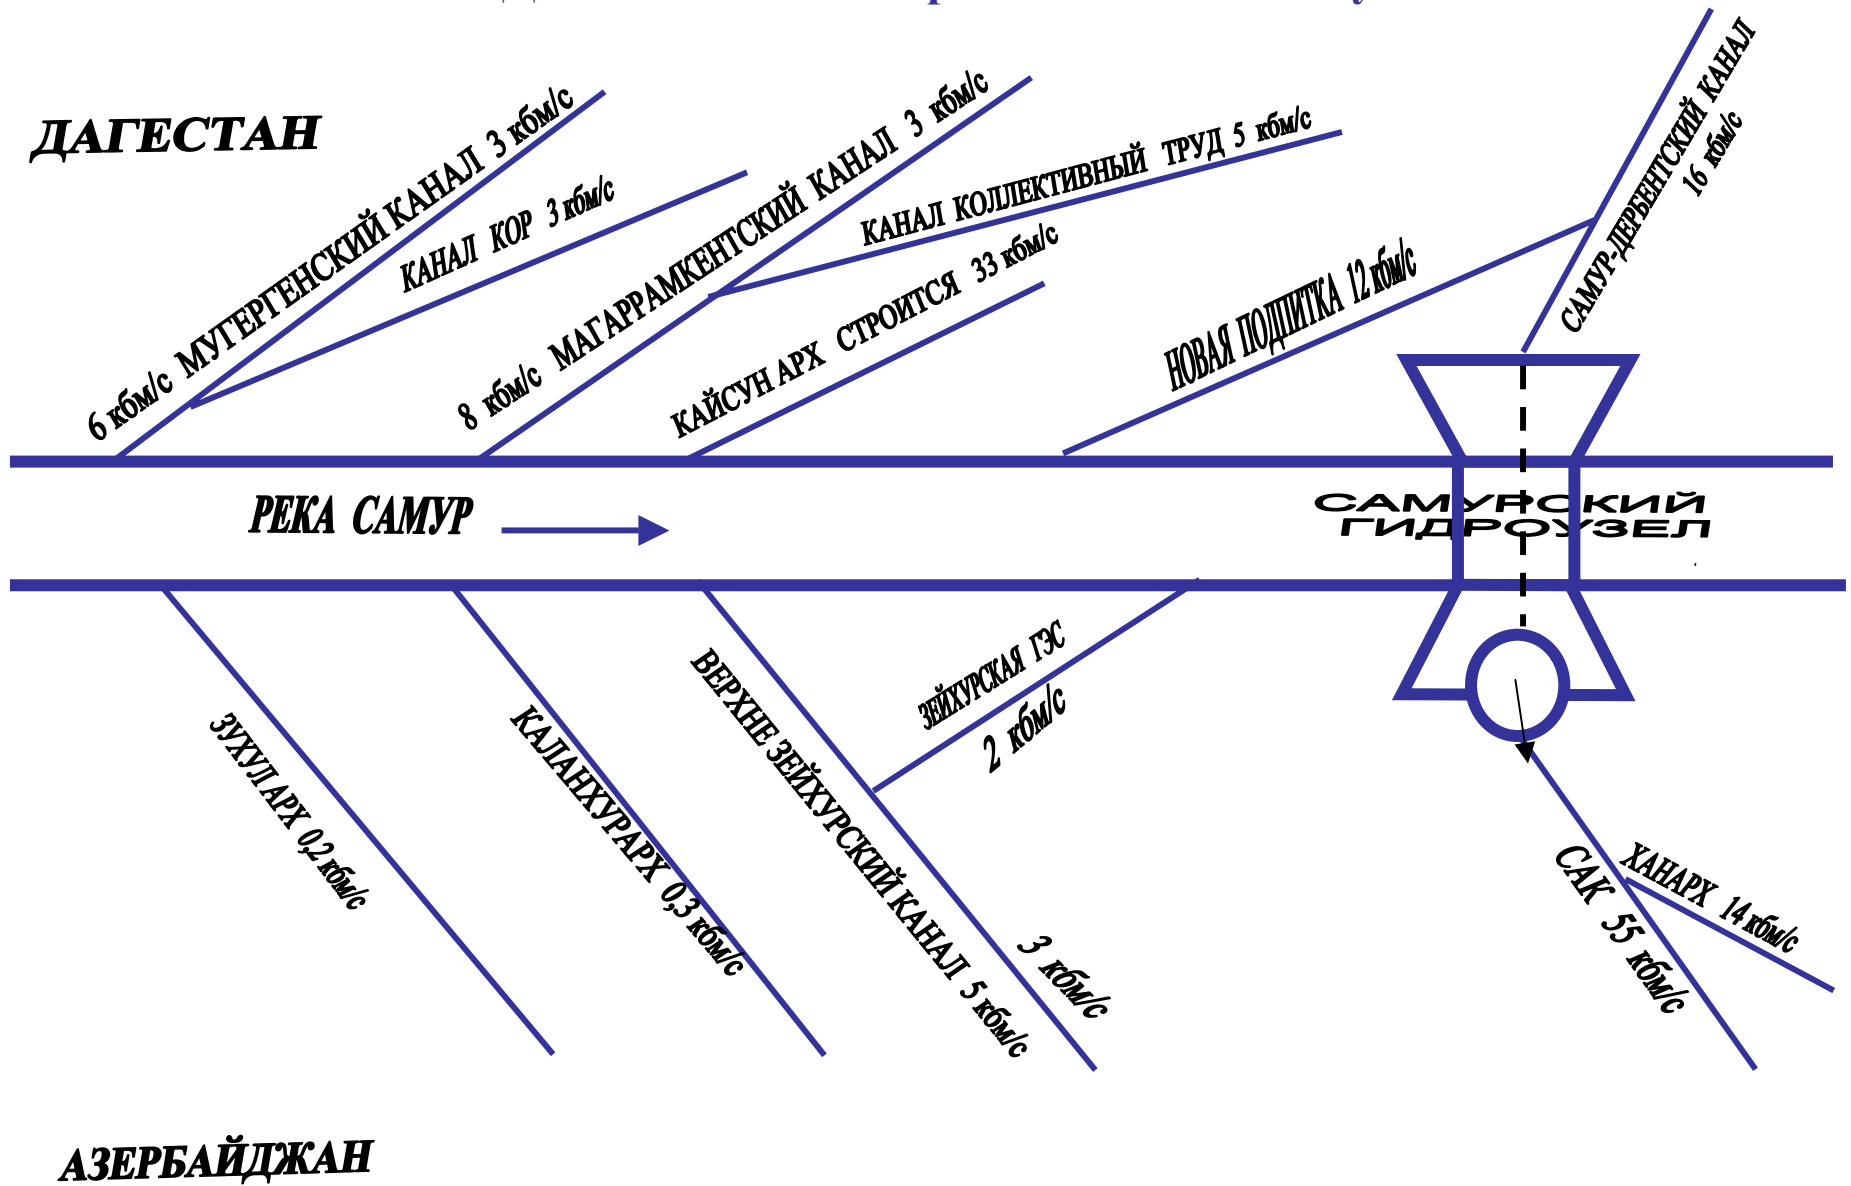 ДАГЕСТАН
6 кбм/с МУГЕРГЕНСКИЙ КАНАЛ 3 кбм/с
КАНАЛ КОР 3 кбм/с
8 кбм/с МАГАРРАМКЕНТСКИЙ КАНАЛ 3 кбм/с
КАНАЛ КОЛЛЕКТИВНЫЙ ТРУД 5 кбм/с
КАЙСУН АРХ СТРОИТСЯ 33 кбм/с
НОВАЯ ПОДПИТКА 12 кбм/с
САМУР-ДЕРБЕНТСКИЙ КАНАЛ
16 кбм/с
РЕКА САМУР
САМУРСКИЙ
ГИДРОУЗЕЛ
ЗУХУЛ АРХ 0,2 кбм/с
КАЛАНХУРАРХ 0,3 кбм/с
ВЕРХНЕ ЗЕЙХУРСКИЙ КАНАЛ 5 кбм/с
3 кбм/с
ЗЕЙХУРСКАЯ ГЭС
2 кбм/с
САК 55 кбм/с
ХАНАРХ 14 кбм/с
АЗЕРБАЙДЖАН